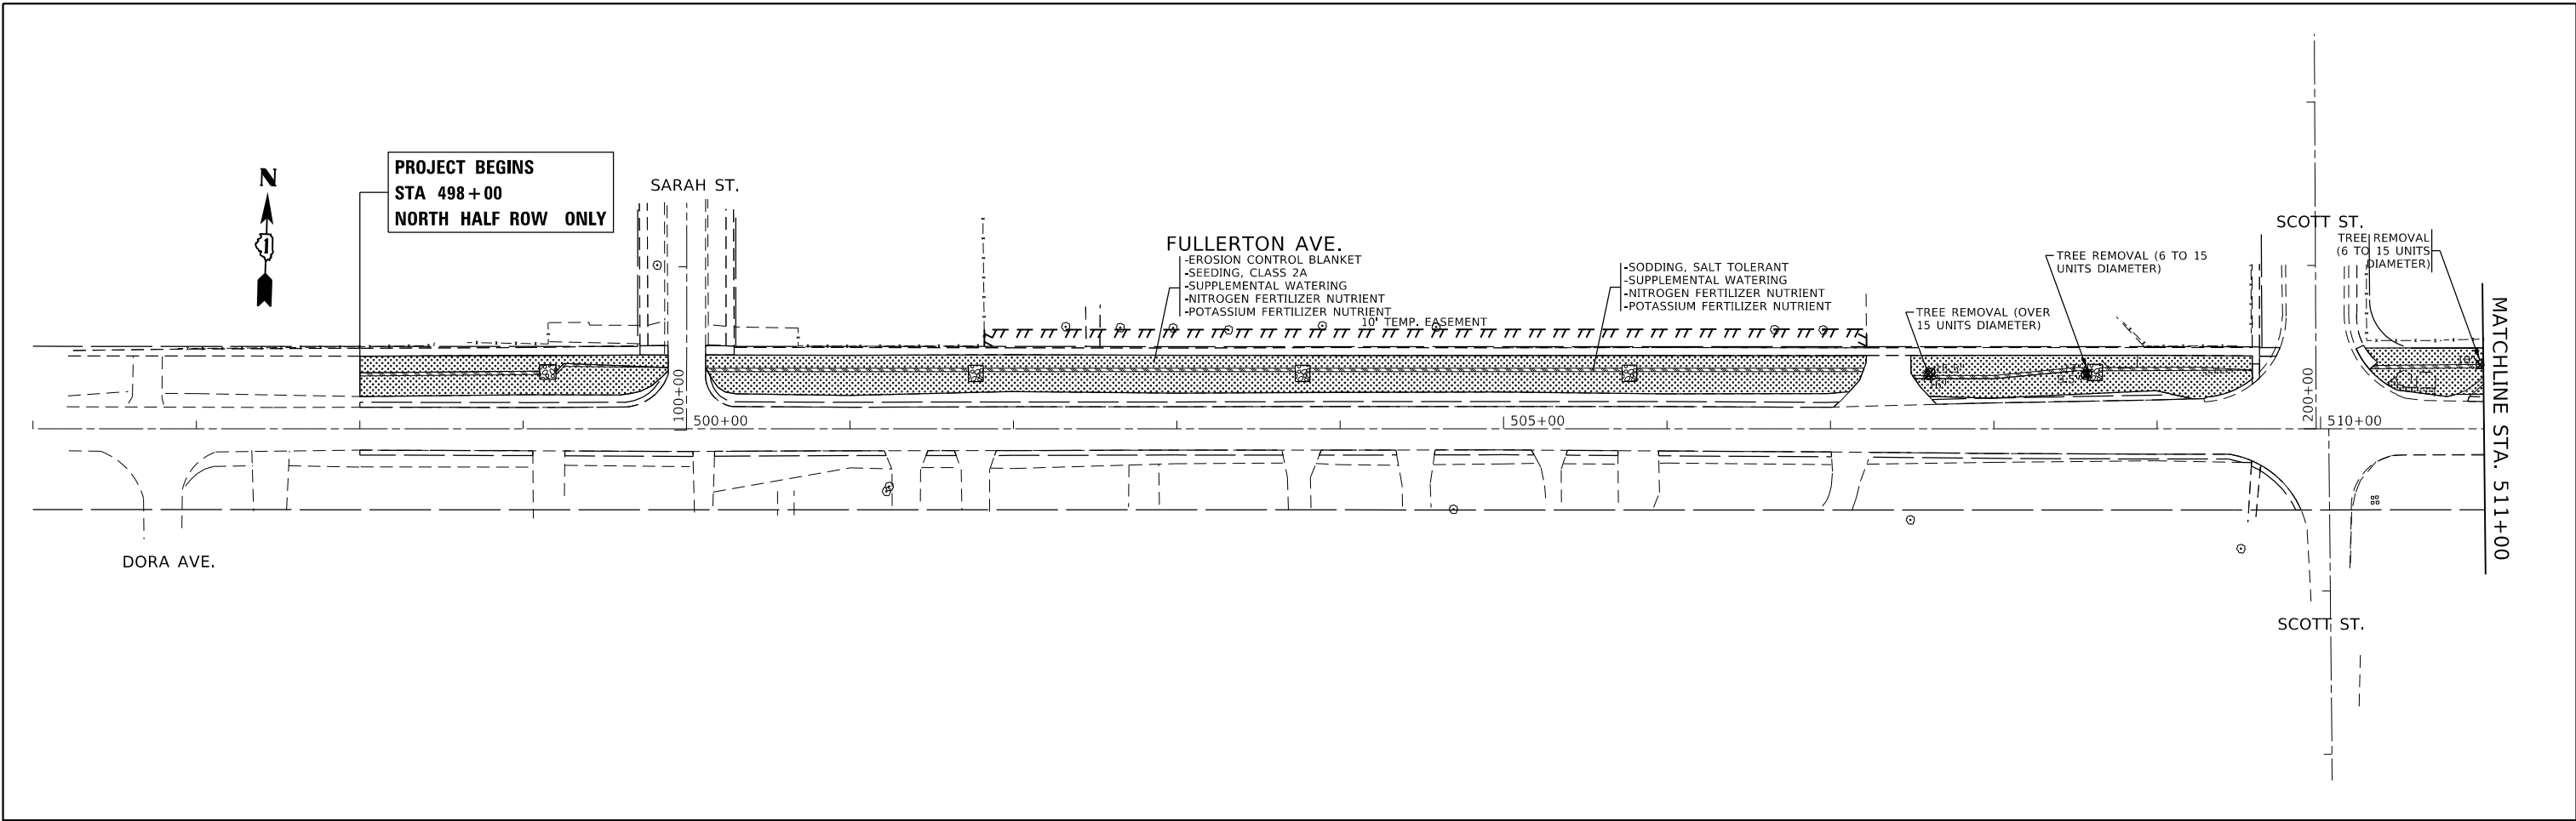 PROJECT BEGINS
STA 498+00
NORTH HALF ROW ONLY
N
1
SARAH ST.
SCOTT ST.
FULLERTON AVE.
-EROSION CONTROL BLANKET
-SEEDING, CLASS 2A
-SUPPLEMENTAL WATERING
-NITROGEN FERTILIZER NUTRIENT
-POTASSIUM FERTILIZER NUTRIENT
10' TEMP. EASEMENT
-SODDING, SALT TOLERANT
-SUPPLEMENTAL WATERING
-NITROGEN FERTILIZER NUTRIENT
-POTASSIUM FERTILIZER NUTRIENT
TREE REMOVAL (OVER
15 UNITS DIAMETER)
TREE REMOVAL (6 TO 15
UNITS DIAMETER)
TREE REMOVAL
(6 TO 15 UNITS
DIAMETER)
MATCHLINE STA. 511+00
100+00
500+00
505+00
200+00
510+00
DORA AVE.
SCOTT ST.